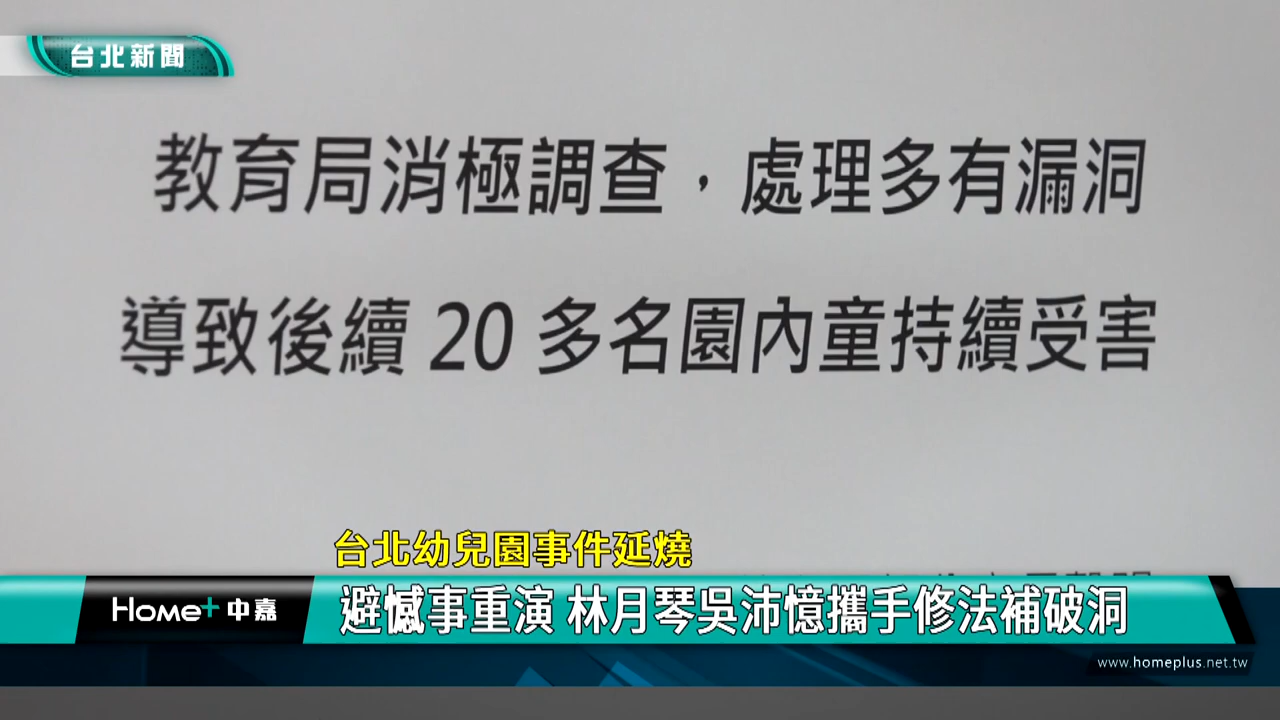 台北新聞
教育局消極調查，處理多有漏洞
導致後續 20 多名園內童持續受害
台北幼兒園事件延燒
Home+中嘉
避憾事重演 林月琴吳沛憶攜手修法補破洞
www.homeplus.net.tw